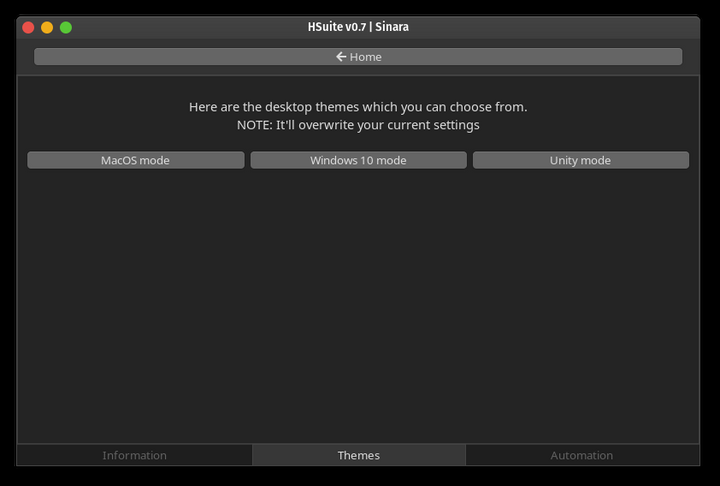 HSuite v0.7 | Sinara
← Home
Here are the desktop themes which you can choose from.
NOTE: It'll overwrite your current settings
MacOS mode
Windows 10 mode
Unity mode
Information
Themes
Automation